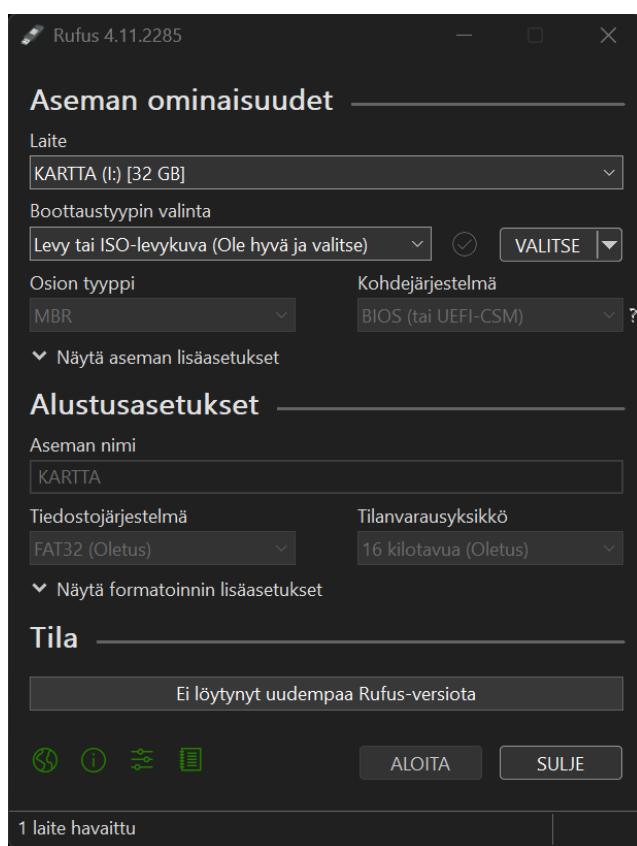 Rufus 4.11.2285
Aseman ominaisuudet
Laite
KARTTA (I:) [32 GB]
Boottaustyypin valinta
Levy tai ISO-levykuva (Ole hyvä ja valitse)
VALITSE
Osion tyyppi
Kohdejärjestelmä
MBR
BIOS (tai UEFI-CSM)
?
Näytä aseman lisäasetukset
Alustusasetukset
Aseman nimi
KARTTA
Tiedostojärjestelmä
Tilanvarausyksikkö
FAT32 (Oletus)
16 kilotavua (Oletus)
Näytä formatoinnin lisäasetukset
Tila
Ei löytynyt uudempaa Rufus-versiota
ALOITA
SULJE
1 laite havaittu